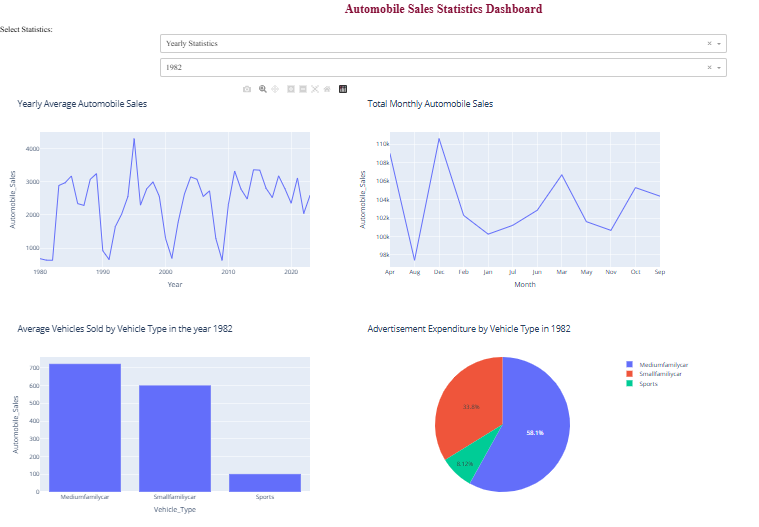 Automobile Sales Statistics Dashboard
Select Statistics:
Yearly Statistics
1982
Yearly Average Automobile Sales
4000
3000
2000
1000
Automobile_Sales
1980 1990 2000 2010 2020
Year
Total Monthly Automobile Sales
110k
108k
106k
104k
102k
100k
98k
Automobile_Sales
Apr Aug Dec Feb Jan Jul Jun Mar May Nov Oct Sep
Month
Average Vehicles Sold by Vehicle Type in the year 1982
700
600
500
400
300
200
100
0
Automobile_Sales
Mediumfamilycar Smallfamiliycar Sports
Vehicle_Type
Advertisement Expenditure by Vehicle Type in 1982
33.8%
58.1%
8.12%
Mediumfamilycar
Smallfamiliycar
Sports